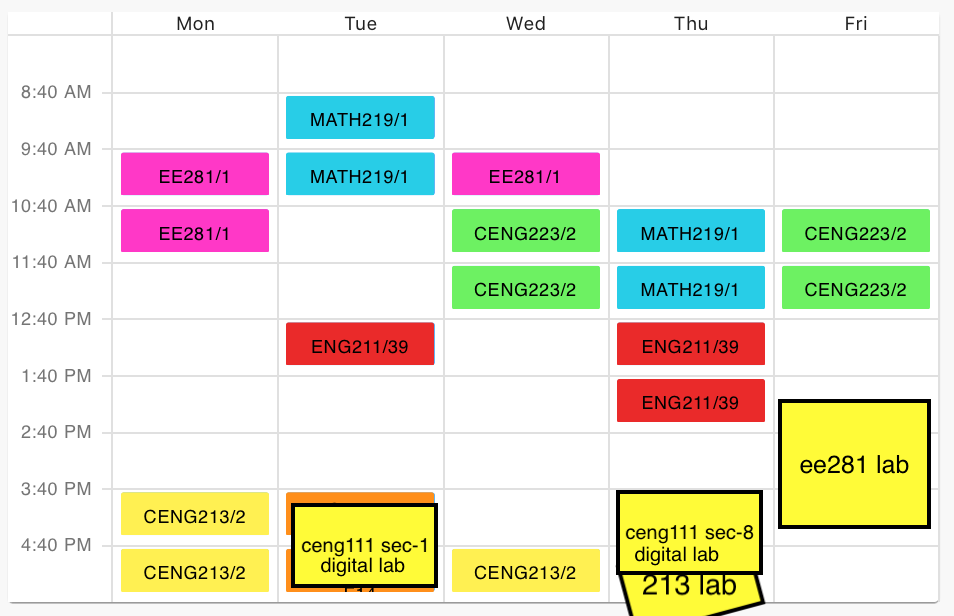 Mon Tue Wed Thu Fri
8:40 AM
MATH219/1
9:40 AM
EE281/1 MATH219/1 EE281/1
10:40 AM
EE281/1 CENG223/2 MATH219/1 CENG223/2
11:40 AM
CENG223/2 MATH219/1 CENG223/2
12:40 PM
ENG211/39 ENG211/39
1:40 PM
ENG211/39
2:40 PM
ee281 lab
3:40 PM
CENG213/2
ceng111 sec-8
digital lab
4:40 PM
ceng111 sec-1
digital lab
CENG213/2 CENG213/2
213 lab